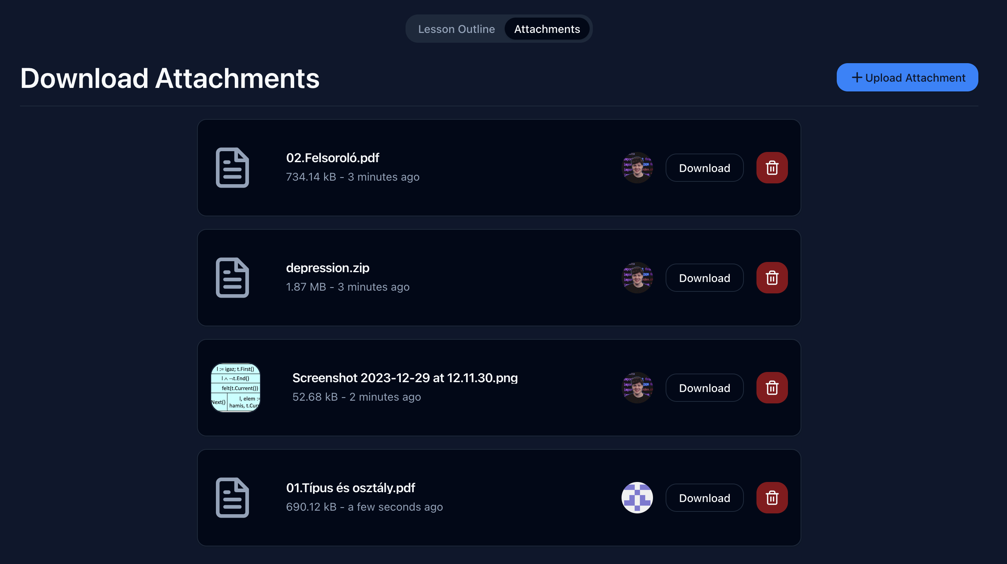 Lesson Outline
Attachments
Download Attachments
Upload Attachment
02.Felsoroló.pdf
734.14 kB - 3 minutes ago
Download
depression.zip
1.87 MB - 3 minutes ago
Download
l := igaz; t.First()
l ∧ ¬t.End()
felt(t.Current())
Next()
l, elem :=
hamis, t.Cur
Screenshot 2023-12-29 at 12.11.30.png
52.68 kB - 2 minutes ago
Download
01.Típus és osztály.pdf
690.12 kB - a few seconds ago
Download